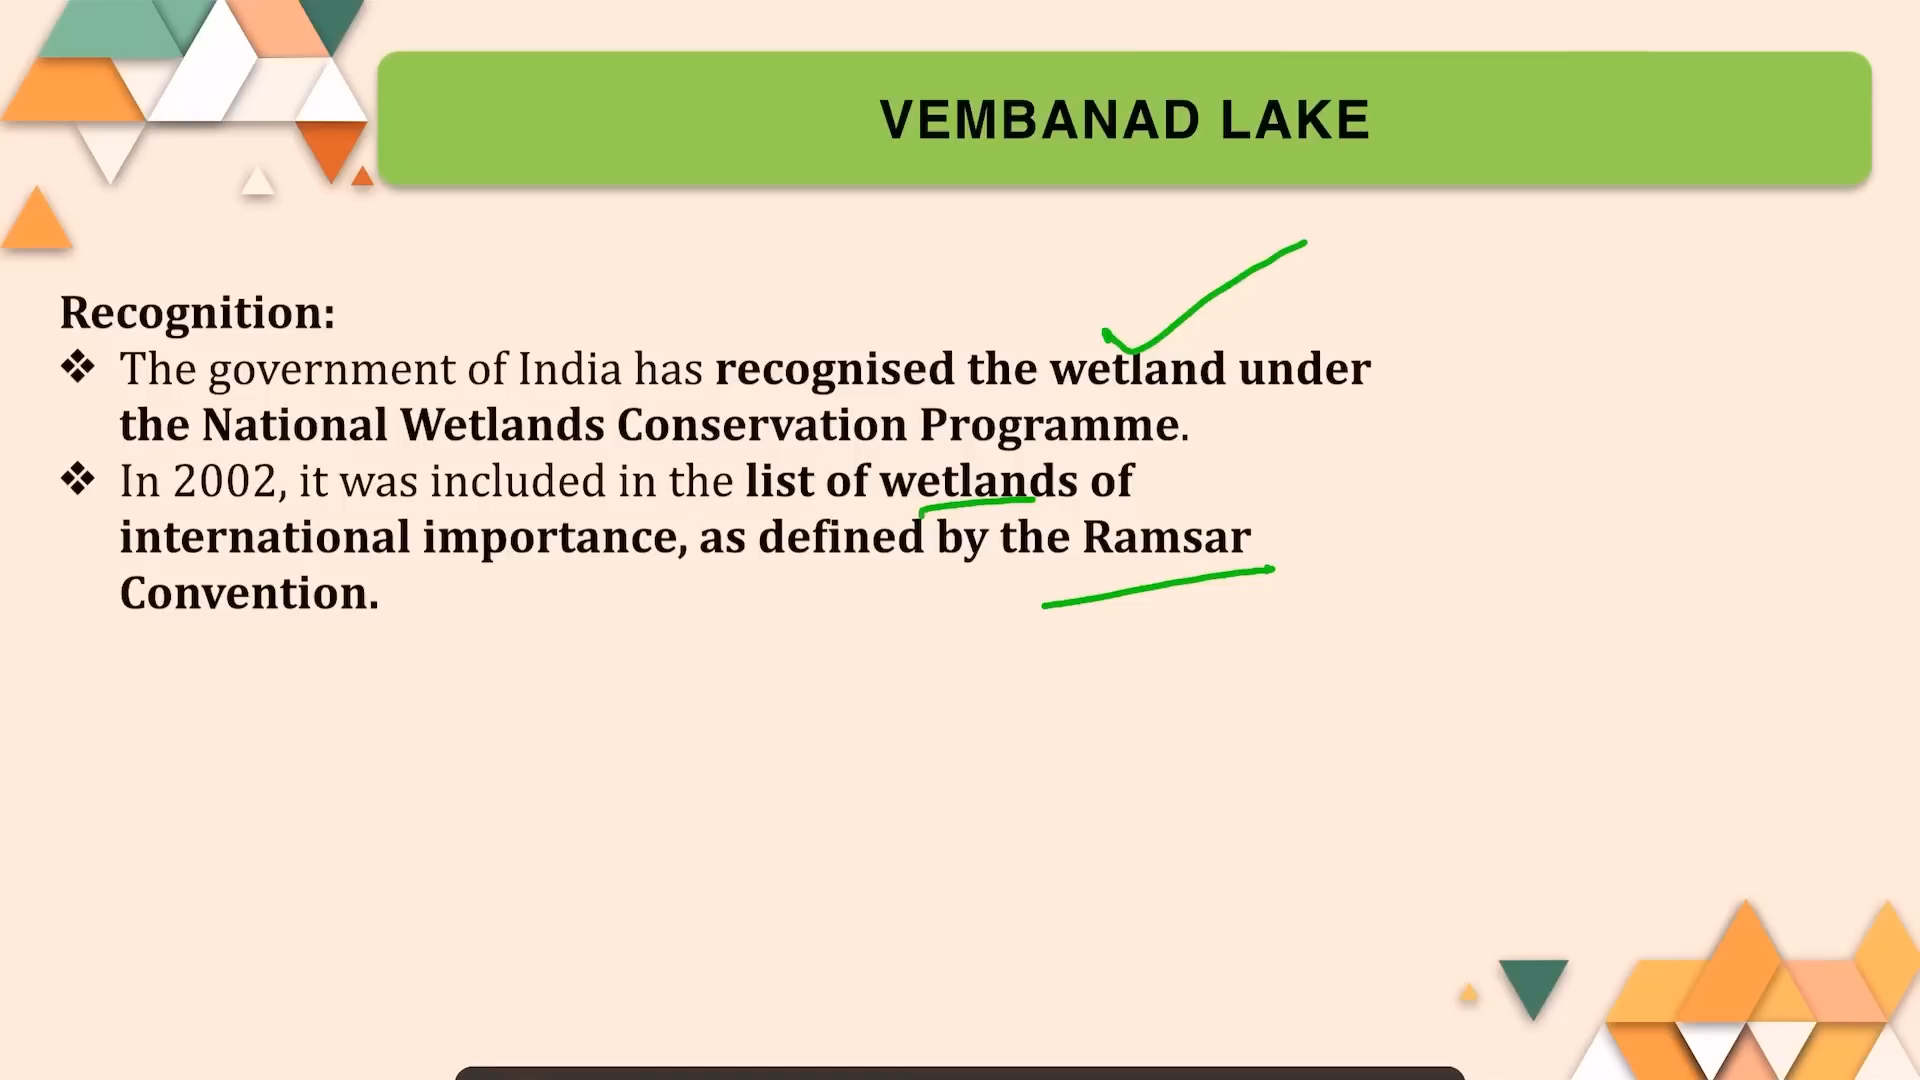 VEMBANAD LAKE
Recognition:
❖ The government of India has recognised the wetland under
the National Wetlands Conservation Programme.
❖ In 2002, it was included in the list of wetlands of
international importance, as defined by the Ramsar
Convention.